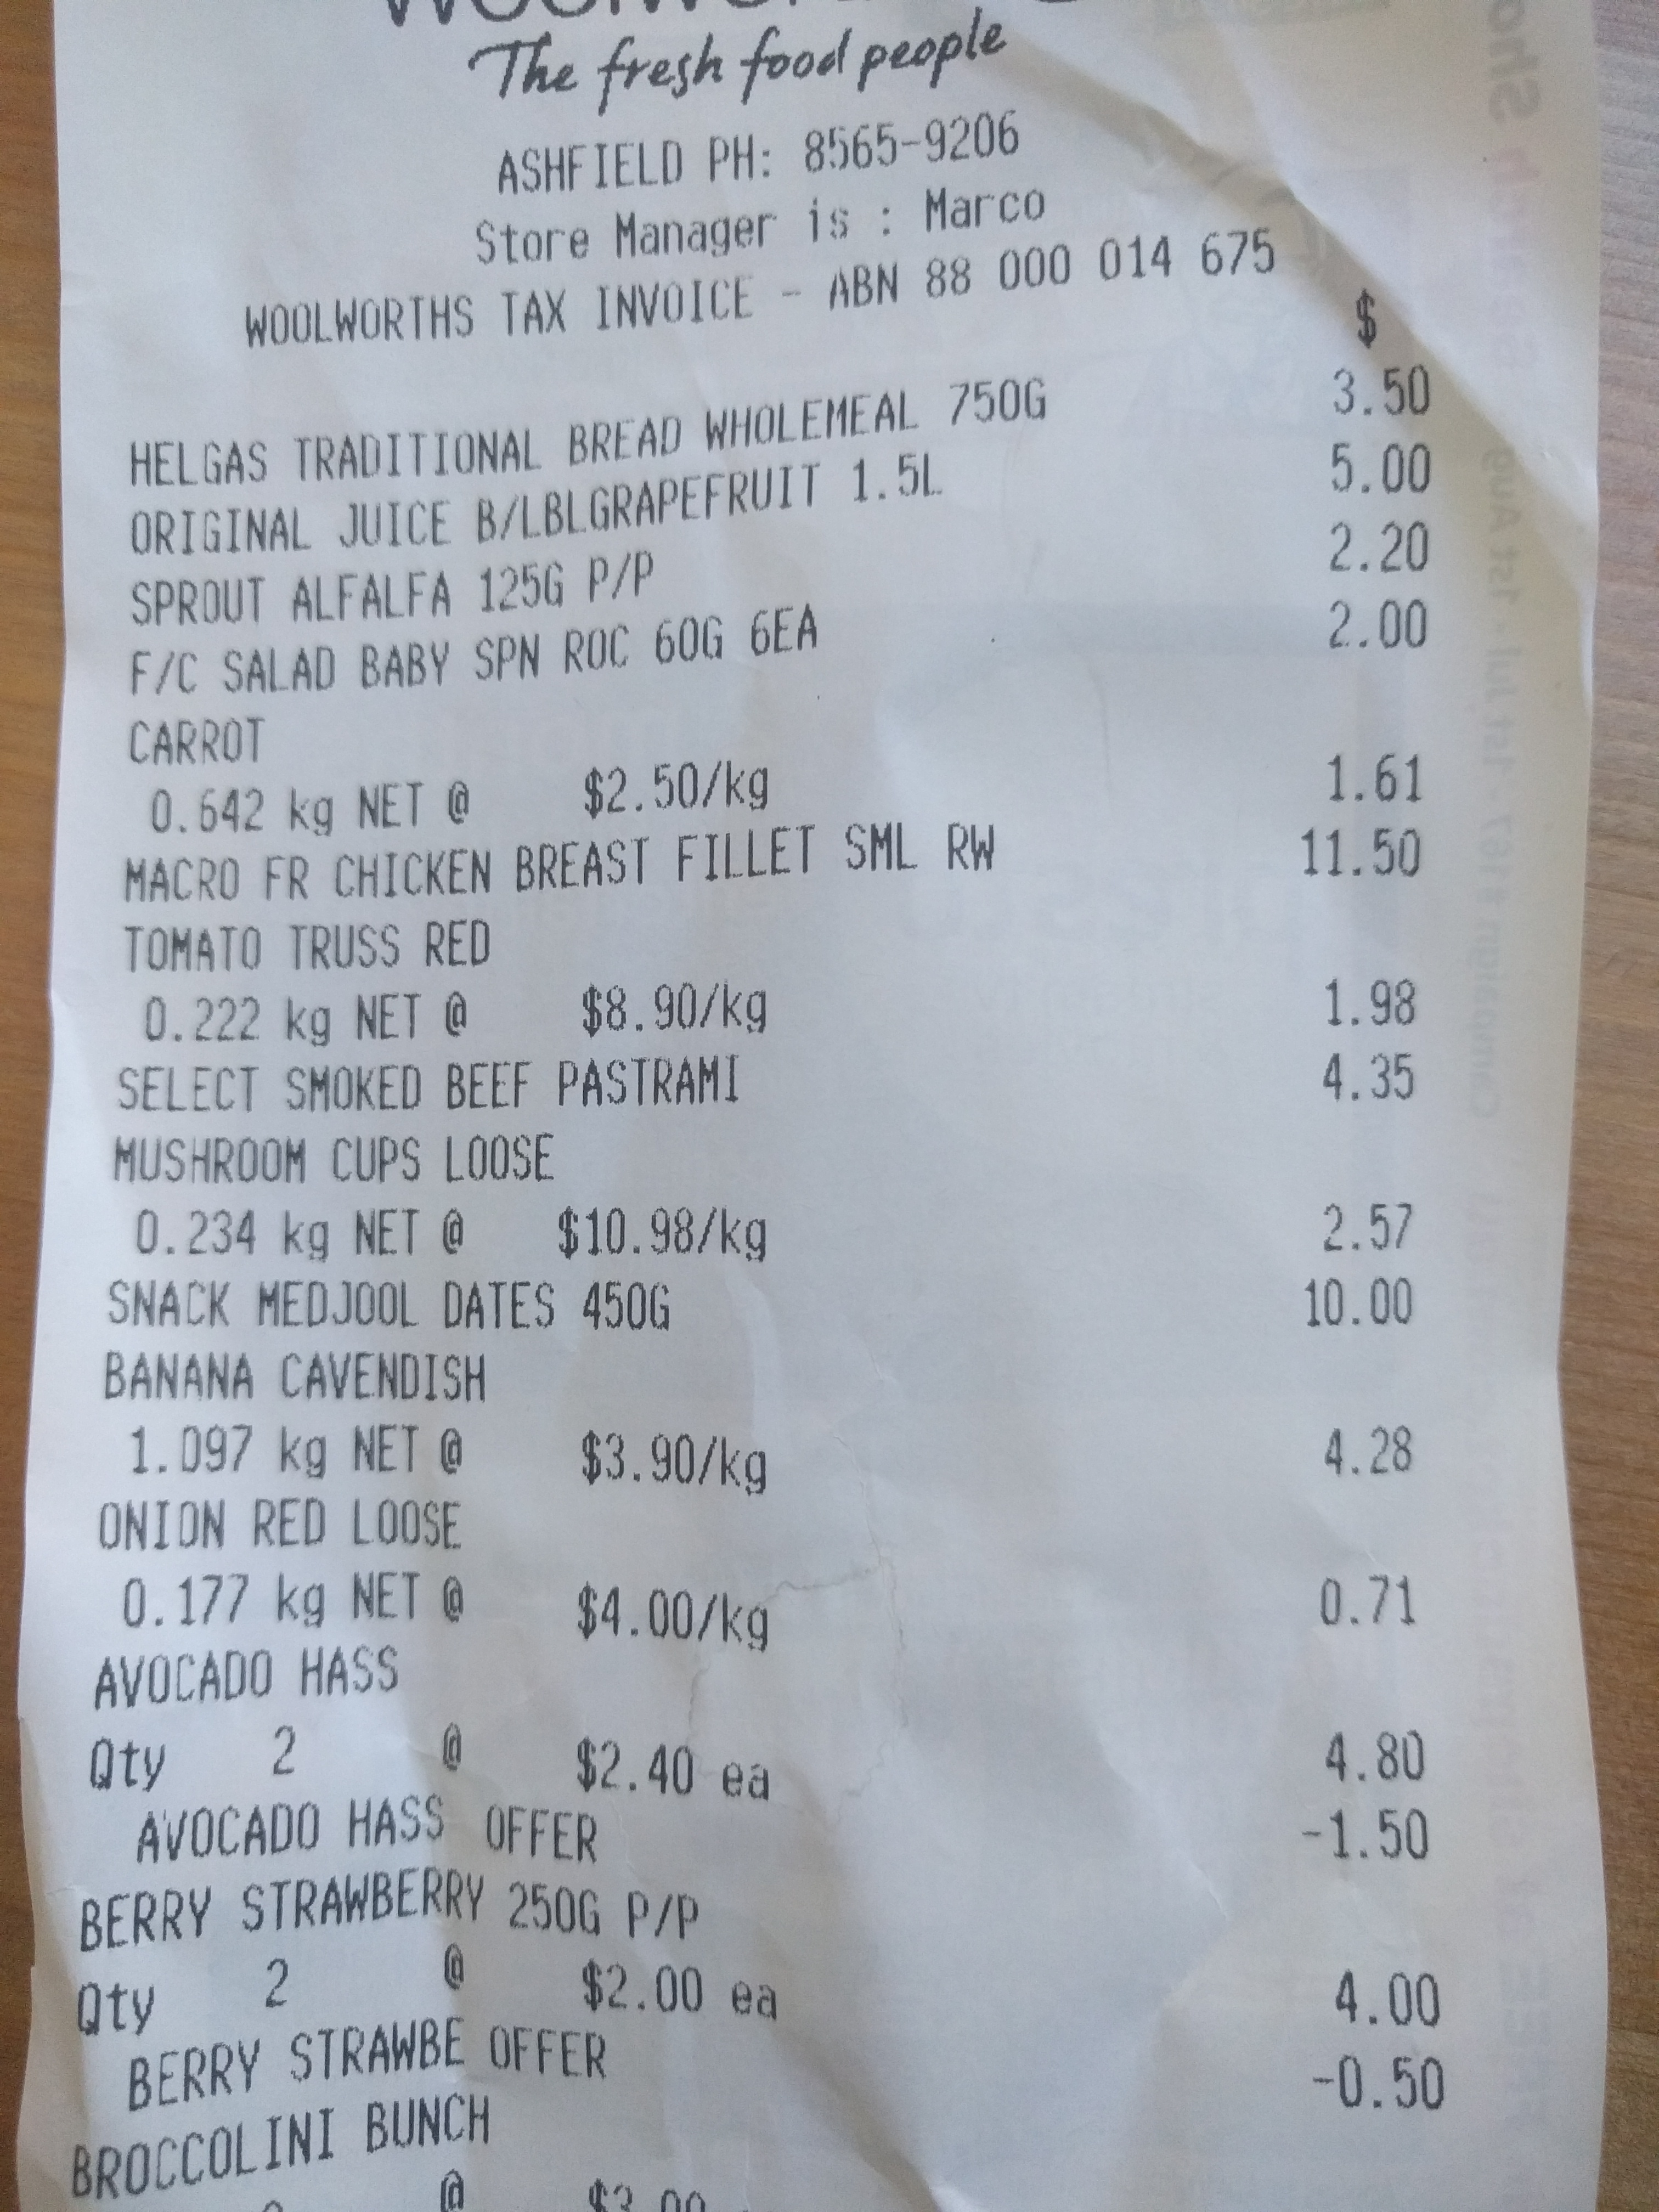 The fresh food people
ASHFIELD PH: 8565-9206
Store Manager is : Marco
WOOLWORTHS TAX INVOICE - ABN 88 000 014 675
$
HELGAS TRADITIONAL BREAD WHOLEMEAL 750G 3.50
ORIGINAL JUICE B/LBLGRAPEFRUIT 1.5L 5.00
SPROUT ALFALFA 125G P/P 2.20
F/C SALAD BABY SPN ROC 60G 6EA 2.00
CARROT
0.642 kg NET @ $2.50/kg 1.61
MACRO FR CHICKEN BREAST FILLET SML RW 11.50
TOMATO TRUSS RED
0.222 kg NET @ $8.90/kg 1.98
SELECT SMOKED BEEF PASTRAMI 4.35
MUSHROOM CUPS LOOSE
0.234 kg NET @ $10.98/kg 2.57
SNACK MEDJOOL DATES 450G 10.00
BANANA CAVENDISH
1.097 kg NET @ $3.90/kg 4.28
ONION RED LOOSE
0.177 kg NET @ $4.00/kg 0.71
AVOCADO HASS
Qty 2 @ $2.40 ea 4.80
AVOCADO HASS OFFER -1.50
BERRY STRAWBERRY 250G P/P
Qty 2 @ $2.00 ea 4.00
BERRY STRAWBE OFFER -0.50
BROCCOLINI BUNCH
@